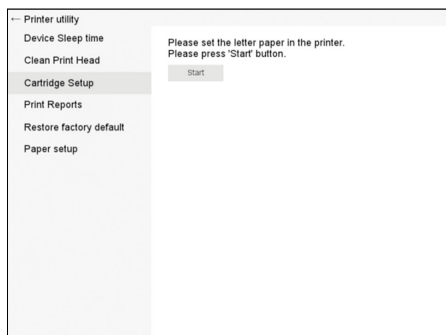 ← Printer utility
Device Sleep time
Clean Print Head
Cartridge Setup
Print Reports
Restore factory default
Paper setup
Please set the letter paper in the printer.
Please press 'Start' button.
Start